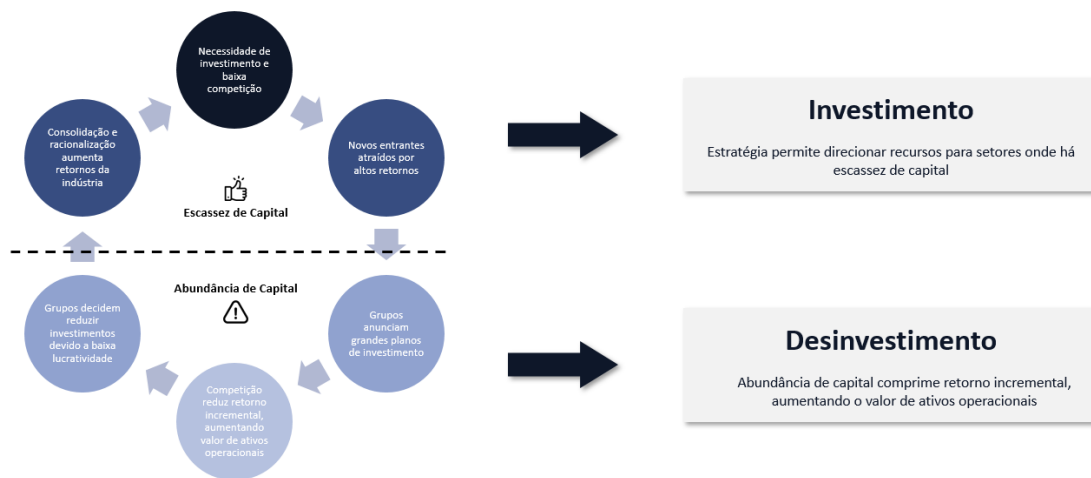 Necessidade de
investimento e
baixa
competição
Novos entrantes
atraídos por
altos retornos
Grupos
anunciam
grandes planos
de investimento
Competição
reduz retorno
incremental,
aumentando
valor de ativos
operacionais
Grupos decidem
reduzir
investimentos
devido a baixa
lucratividade
Consolidação e
racionalização
aumenta
retornos da
indústria
Escassez de Capital
Abundância de Capital
Investimento
Estratégia permite direcionar recursos para setores onde há
escassez de capital
Desinvestimento
Abundância de capital comprime retorno incremental,
aumentando o valor de ativos operacionais